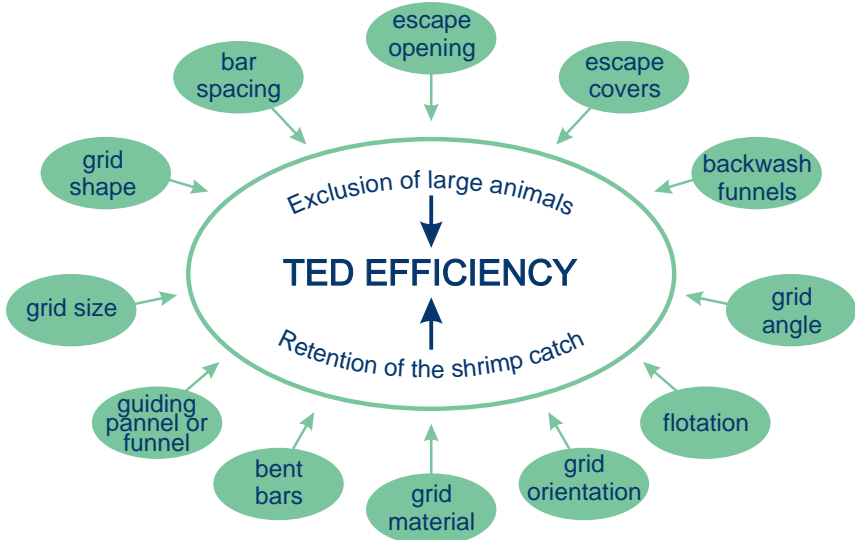 escape
opening
escape
covers
backwash
funnels
grid
angle
flotation
grid
orientation
grid
material
bent
bars
guiding
pannel or
funnel
grid size
grid
shape
bar
spacing
Exclusion of large animals
TED EFFICIENCY
Retention of the shrimp catch